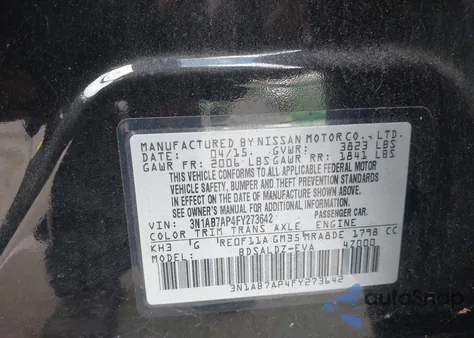 MANUFACTURED BY NISSAN MOTOR CO., LTD.
DATE: 04/15. GVWR: 3823 LBS
GAWR FR: 2006 LBS GAWR RR: 1841 LBS
THIS VEHICLE CONFORMS TO ALL APPLICABLE FEDERAL MOTOR
VEHICLE SAFETY, BUMPER AND THEFT PREVENTION STANDARDS
IN EFFECT ON THE DATE OF MANUFACTURE SHOWN ABOVE.
SEE OWNER'S MANUAL FOR ADDITIONAL INFORMATION.
VIN: 3N1AB7AP4FY273642 PASSENGER CAR.
COLOR TRIM TRANS AXLE ENGINE
KH3 G RE0F11A GM35 MRA8DE 1798 CC
MODEL: BDSALD7-EVA 47000
3N1AB7AP4FY273642
autoSnap